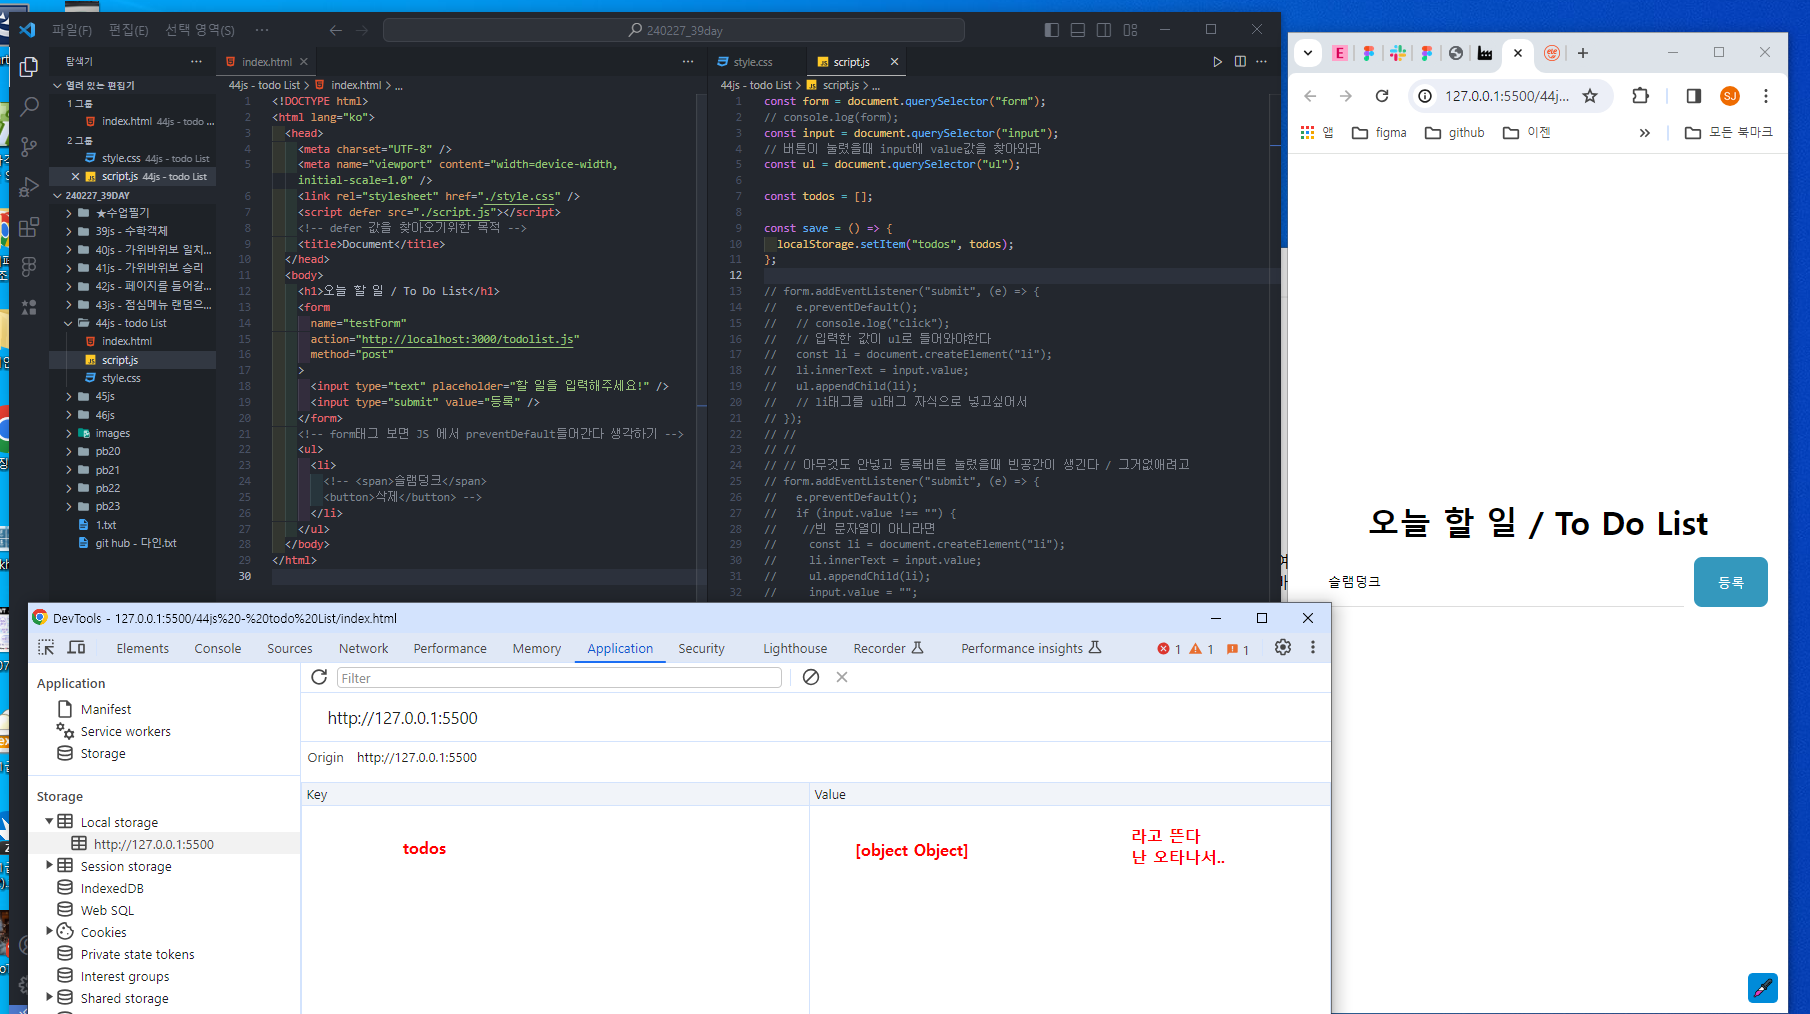 파일(F) 편집(E) 선택 영역(S) ··· 240227_39day
탐색기
열려 있는 편집기
1 그룹
index.html 44js - todo ...
2 그룹
style.css 44js - todo List
script.js 44js - todo List
240227_39DAY
★수업필기
39js - 수학객체
40js - 가위바위보 일치...
41js - 가위바위보 승리
42js - 페이지를 들어갈...
43js - 점심메뉴 랜덤으...
44js - todo List
index.html
script.js
style.css
45js
46js
images
pb20
pb21
pb22
pb23
1.txt
git hub - 다인.txt
index.html
44js - todo List > index.html > ...
1 <!DOCTYPE html>
2 <html lang="ko">
3 <head>
4 <meta charset="UTF-8" />
5 <meta name="viewport" content="width=device-width,
initial-scale=1.0" />
6 <link rel="stylesheet" href="./style.css" />
7 <script defer src="./script.js"></script>
8 <!-- defer 값을 찾아오기위한 목적 -->
9 <title>Document</title>
10 </head>
11 <body>
12 <h1>오늘 할 일 / To Do List</h1>
13 <form
14 name="testForm"
15 action="http://localhost:3000/todolist.js"
16 method="post"
17 >
18 <input type="text" placeholder="할 일을 입력해주세요!" />
19 <input type="submit" value="등록" />
20 </form>
21 <!-- form태그 보면 JS 에서 preventDefault들어간다 생각하기 -->
22 <ul>
23 <li>
24 <!-- <span>슬램덩크</span>
25 <button>삭제</button> -->
26 </li>
27 </ul>
28 </body>
29 </html>
30
style.css script.js
44js - todo List > script.js > ...
1 const form = document.querySelector("form");
2 // console.log(form);
3 const input = document.querySelector("input");
4 // 버튼이 눌렸을때 input에 value값을 찾아와라
5 const ul = document.querySelector("ul");
6
7 const todos = [];
8
9 const save = () => {
10 localStorage.setItem("todos", todos);
11 };
12
13 // form.addEventListener("submit", (e) => {
14 // e.preventDefault();
15 // // console.log("click");
16 // // 입력한 값이 ul로 들어와야한다
17 // const li = document.createElement("li");
18 // li.innerText = input.value;
19 // ul.appendChild(li);
20 // // li태그를 ul태그 자식으로 넣고싶어서
21 // });
22 // //
23 // //
24 // // 아무것도 안넣고 등록버튼 눌렀을때 빈공간이 생긴다 / 그거없애려고
25 // form.addEventListener("submit", (e) => {
26 // e.preventDefault();
27 // if (input.value !== "") {
28 // //빈 문자열이 아니라면
29 // const li = document.createElement("li");
30 // li.innerText = input.value;
31 // ul.appendChild(li);
32 // input.value = "";
127.0.0.1:5500/44j... SJ
앱 figma github 이젠 » 모든 북마크
오늘 할 일 / To Do List
슬램덩크 등록
DevTools - 127.0.0.1:5500/44js%20-%20todo%20List/index.html
Elements Console Sources Network Performance Memory Application Security Lighthouse Recorder Performance insights 1 1 1
Application
Manifest
Service workers
Storage
Storage
Local storage
http://127.0.0.1:5500
Session storage
IndexedDB
Web SQL
Cookies
Private state tokens
Interest groups
Shared storage
Filter
http://127.0.0.1:5500
Origin http://127.0.0.1:5500
Key Value
todos [object Object] 라고 뜬다
난 오타나서..